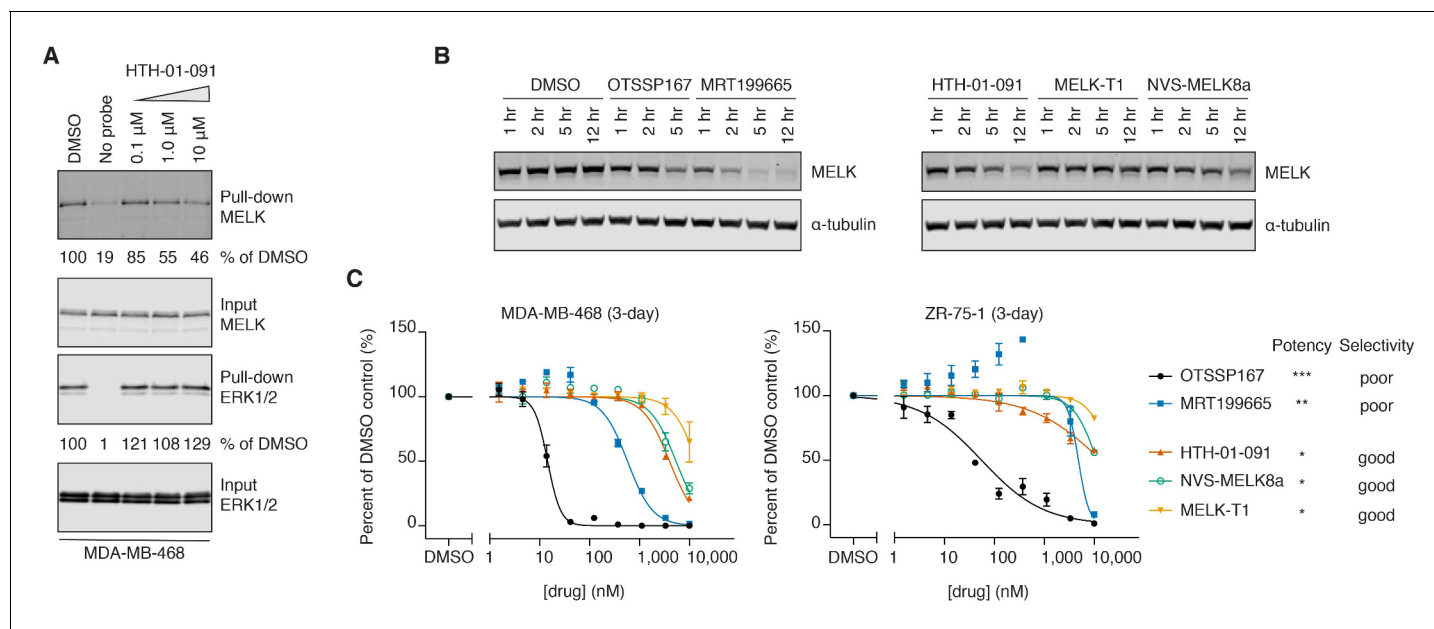 A
HTH-01-091
DMSO
No probe
0.1 µM
1.0 µM
10 µM
Pull-down
MELK
100 19 85 55 46 % of DMSO
Input
MELK
Pull-down
ERK1/2
100 1 121 108 129 % of DMSO
Input
ERK1/2
MDA-MB-468
B
DMSO OTSSP167 MRT199665
1 hr 2 hr 5 hr 12 hr 1 hr 2 hr 5 hr 1 hr 2 hr 5 hr 12 hr
MELK
α-tubulin
HTH-01-091 MELK-T1 NVS-MELK8a
1 hr 2 hr 5 hr 12 hr 1 hr 2 hr 5 hr 12 hr 1 hr 2 hr 5 hr 12 hr
MELK
α-tubulin
C
MDA-MB-468 (3-day)
Percent of DMSO control (%)
150
100
50
0
DMSO 1 10 100 1,000 10,000
[drug] (nM)
ZR-75-1 (3-day)
Percent of DMSO control (%)
150
100
50
0
DMSO 1 10 100 1,000 10,000
[drug] (nM)
Potency Selectivity
OTSSP167 *** poor
MRT199665 ** poor
HTH-01-091 * good
NVS-MELK8a * good
MELK-T1 * good